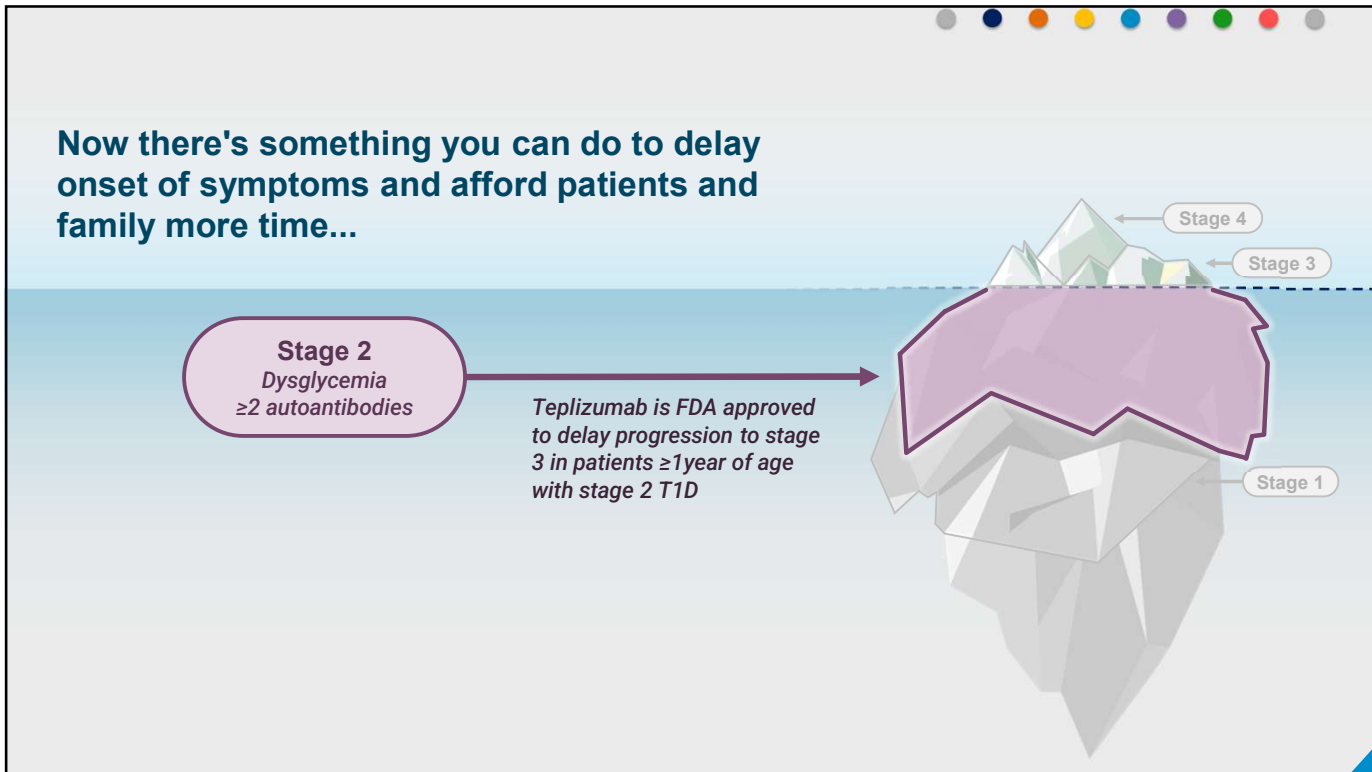 Now there's something you can do to delay
onset of symptoms and afford patients and
family more time...
Stage 4
Stage 3
Stage 2
Dysglycemia
≥2 autoantibodies
Teplizumab is FDA approved
to delay progression to stage
3 in patients ≥1year of age
with stage 2 T1D
Stage 1